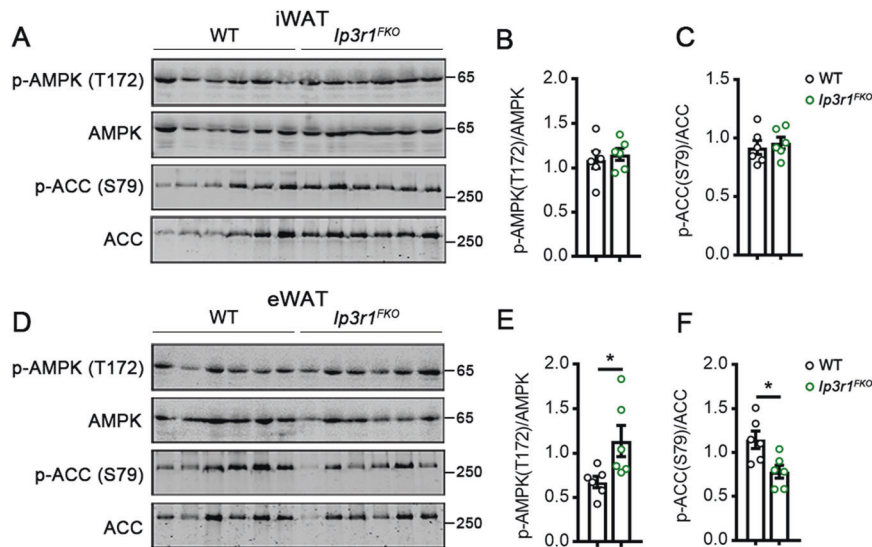 iWAT
A
WT
lp3r1FKO
p-AMPK (T172)
65
AMPK
65
p-ACC (S79)
250
ACC
250
B
p-AMPK(T172)/AMPK
2.0
1.5
1.0
0.5
0.0
C
p-ACC(S79)/ACC
1.5
1.0
0.5
0.0
WT
lp3r1FKO
eWAT
D
WT
lp3r1FKO
p-AMPK (T172)
65
AMPK
65
p-ACC (S79)
250
ACC
250
E
p-AMPK(T172)/AMPK
2.0
1.5
1.0
0.5
0.0
*
F
p-ACC(S79)/ACC
2.0
1.5
1.0
0.5
0.0
*
WT
lp3r1FKO